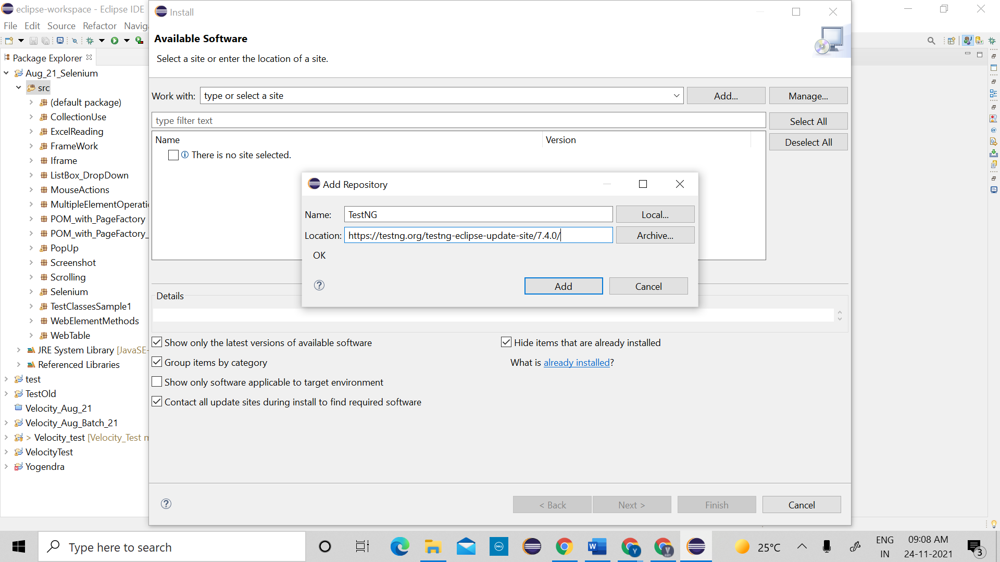 eclipse-workspace - Eclipse IDE
File Edit Source Refactor Navig
Package Explorer
Aug_21_Selenium
src
(default package)
CollectionUse
ExcelReading
FrameWork
Iframe
ListBox_DropDown
MouseActions
MultipleElementOperati
POM_with_PageFactory
POM_with_PageFactory_
PopUp
Screenshot
Scrolling
Selenium
TestClassesSample1
WebElementMethods
WebTable
JRE System Library [JavaSE-
Referenced Libraries
test
TestOld
Velocity_Aug_21
Velocity_Aug_Batch_21
> Velocity_test [Velocity_Test m
VelocityTest
Yogendra
Install
Available Software
Select a site or enter the location of a site.
Work with: type or select a site Add... Manage...
type filter text Select All
Deselect All
Name Version
There is no site selected.
Add Repository
Name: TestNG Local...
Location: https://testng.org/testng-eclipse-update-site/7.4.0/ Archive...
OK
? Add Cancel
Details
Show only the latest versions of available software Hide items that are already installed
Group items by category What is already installed?
Show only software applicable to target environment
Contact all update sites during install to find required software
? < Back Next > Finish Cancel
Type here to search
DELL
W
Y
V
25°C
ENG
IN
09:08 AM
24-11-2021
3